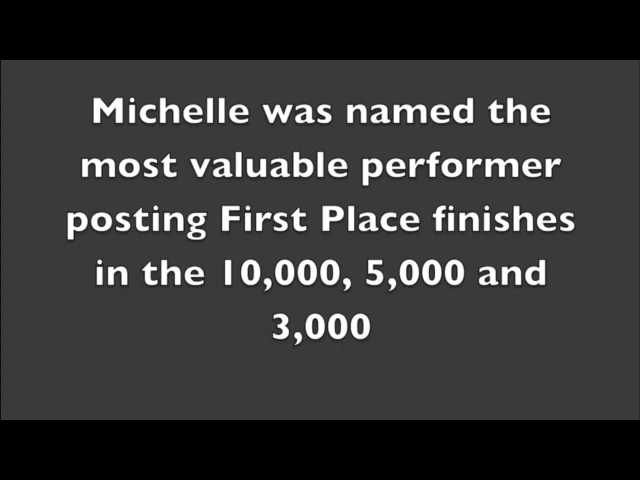 Michelle was named the
most valuable performer
posting First Place finishes
in the 10,000, 5,000 and
3,000